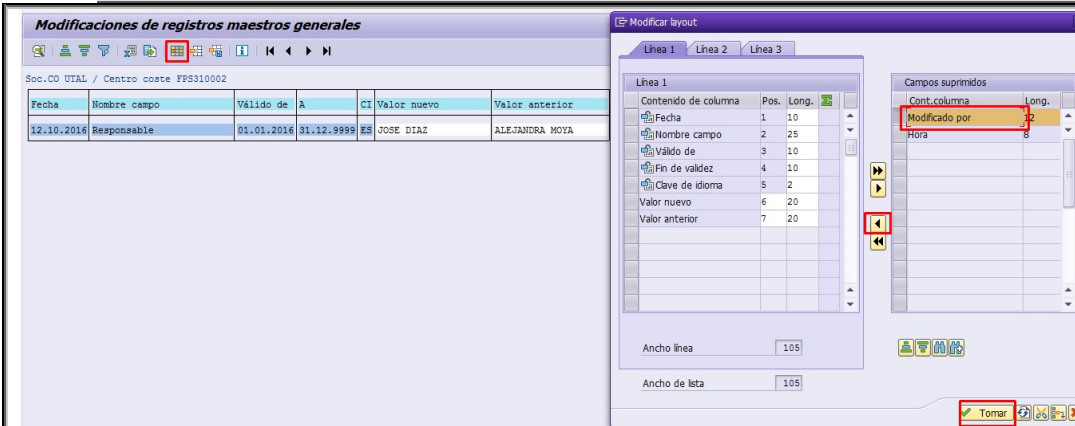 Modificaciones de registros maestros generales
Soc.CO UTAL / Centro coste FPS310002
Fecha Nombre campo Válido de A CI Valor nuevo Valor anterior
12.10.2016 Responsable 01.01.2016 31.12.9999 ES JOSE DIAZ ALEJANDRA MOYA
Modificar layout
Línea 1 Línea 2 Línea 3
Línea 1
Contenido de columna Pos. Long.
Fecha 1 10
Nombre campo 2 25
Válido de 3 10
Fin de validez 4 10
Clave de idioma 5 2
Valor nuevo 6 20
Valor anterior 7 20
Ancho línea 105
Ancho de lista 105
Campos suprimidos
Cont.columna Long.
Modificado por 12
Hora 8
Tomar